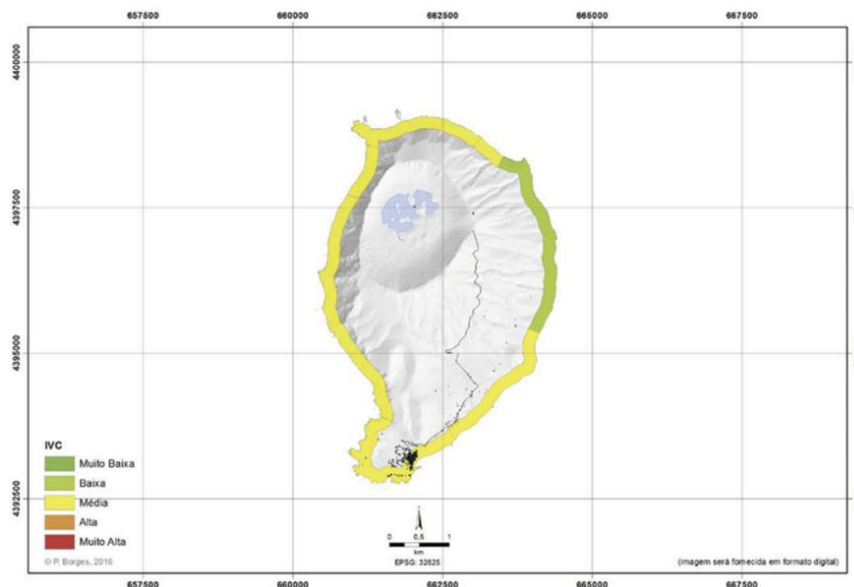 657500 660000 662500 665000 667500
4400000
4397500
4395000
4392500
IVC
Muito Baixa
Baixa
Média
Alta
Muito Alta
© P. Borges, 2016
0 0,5 1
km
EPSG: 32625
(imagem será fornecida em formato digital)
657500 660000 662500 665000 667500